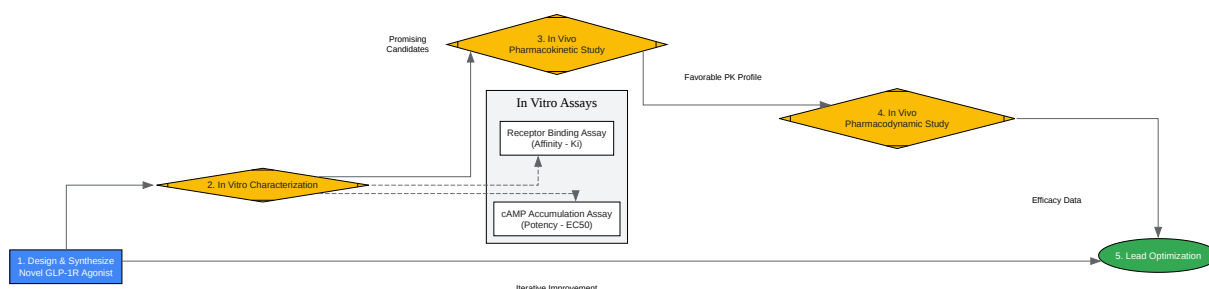 Promising
Candidates
3. In Vivo
Pharmacokinetic Study
Favorable PK Profile
In Vitro Assays
Receptor Binding Assay
(Affinity - Ki)
4. In Vivo
Pharmacodynamic Study
2. In Vitro Characterization
cAMP Accumulation Assay
(Potency - EC50)
Efficacy Data
1. Design & Synthesize
Novel GLP-1R Agonist
5. Lead Optimization
Iterative Improvement